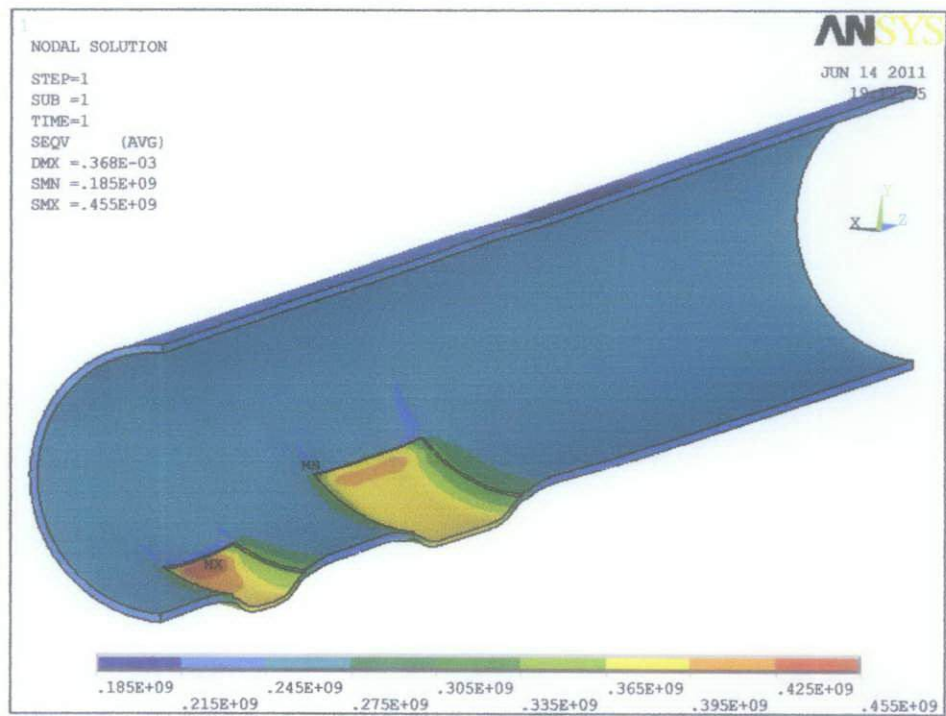 1
NODAL SOLUTION
STEP=1
SUB =1
TIME=1
SEQV (AVG)
DMX =.368E-03
SMN =.185E+09
SMX =.455E+09
ANSYS
JUN 14 2011
Y
X Z
MN
MX
.185E+09 .245E+09 .305E+09 .365E+09 .425E+09
.215E+09 .275E+09 .335E+09 .395E+09 .455E+09